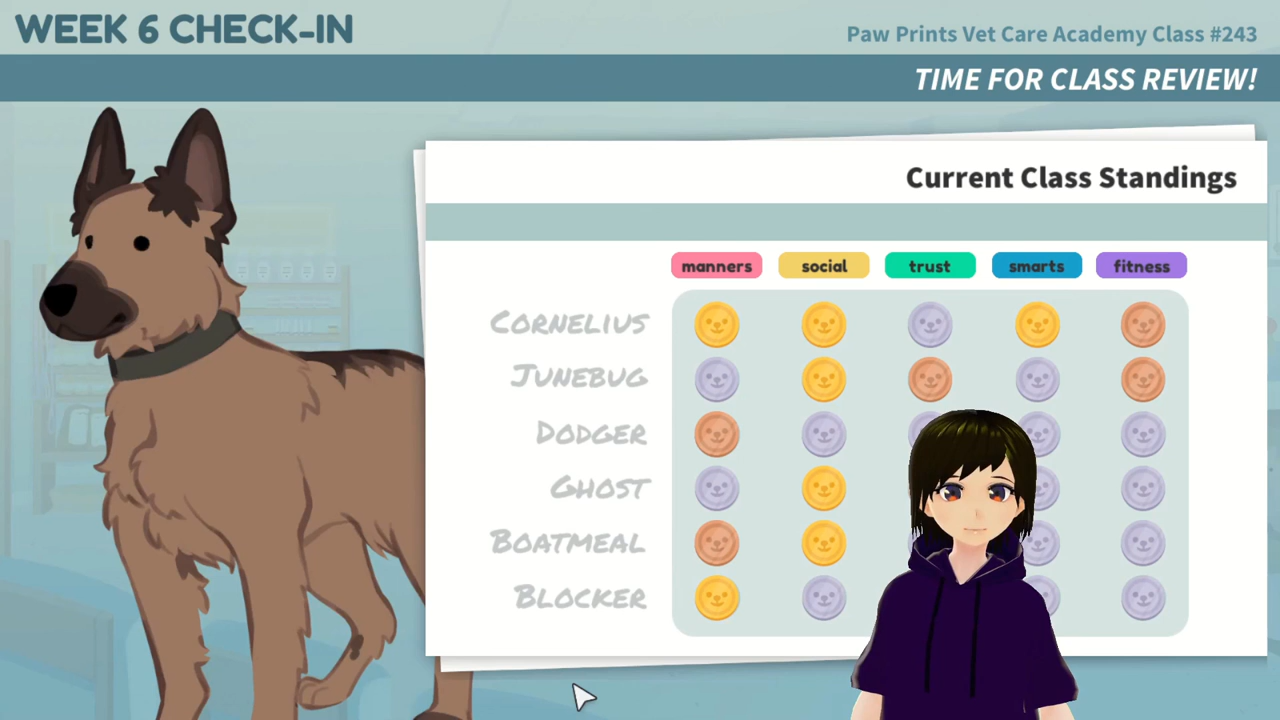 WEEK 6 CHECK-IN
Paw Prints Vet Care Academy Class #243
TIME FOR CLASS REVIEW!
Current Class Standings
manners social trust smarts fitness
CORNELIUS
JUNEBUG
DODGER
GHOST
BOATMEAL
BLOCKER